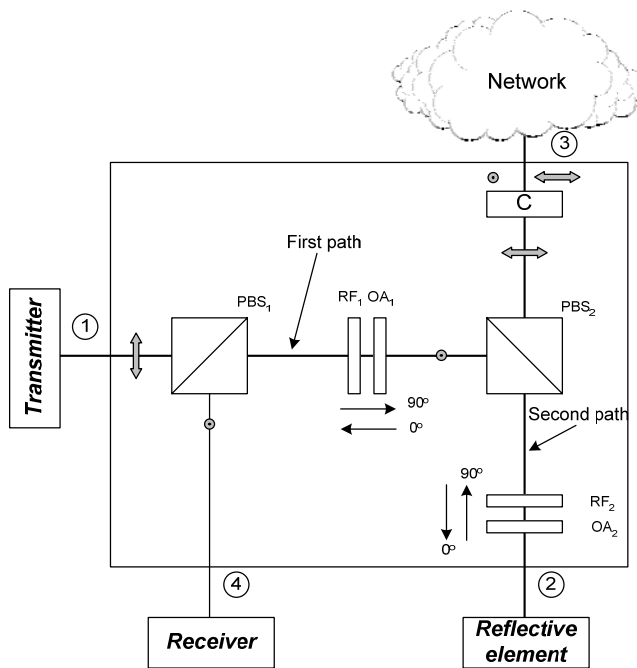 Network
3
C
First path
Transmitter
1
PBS1
RF1 OA1
PBS2
90°
0°
Second path
90°
0°
RF2
OA2
4
2
Receiver
Reflective
element